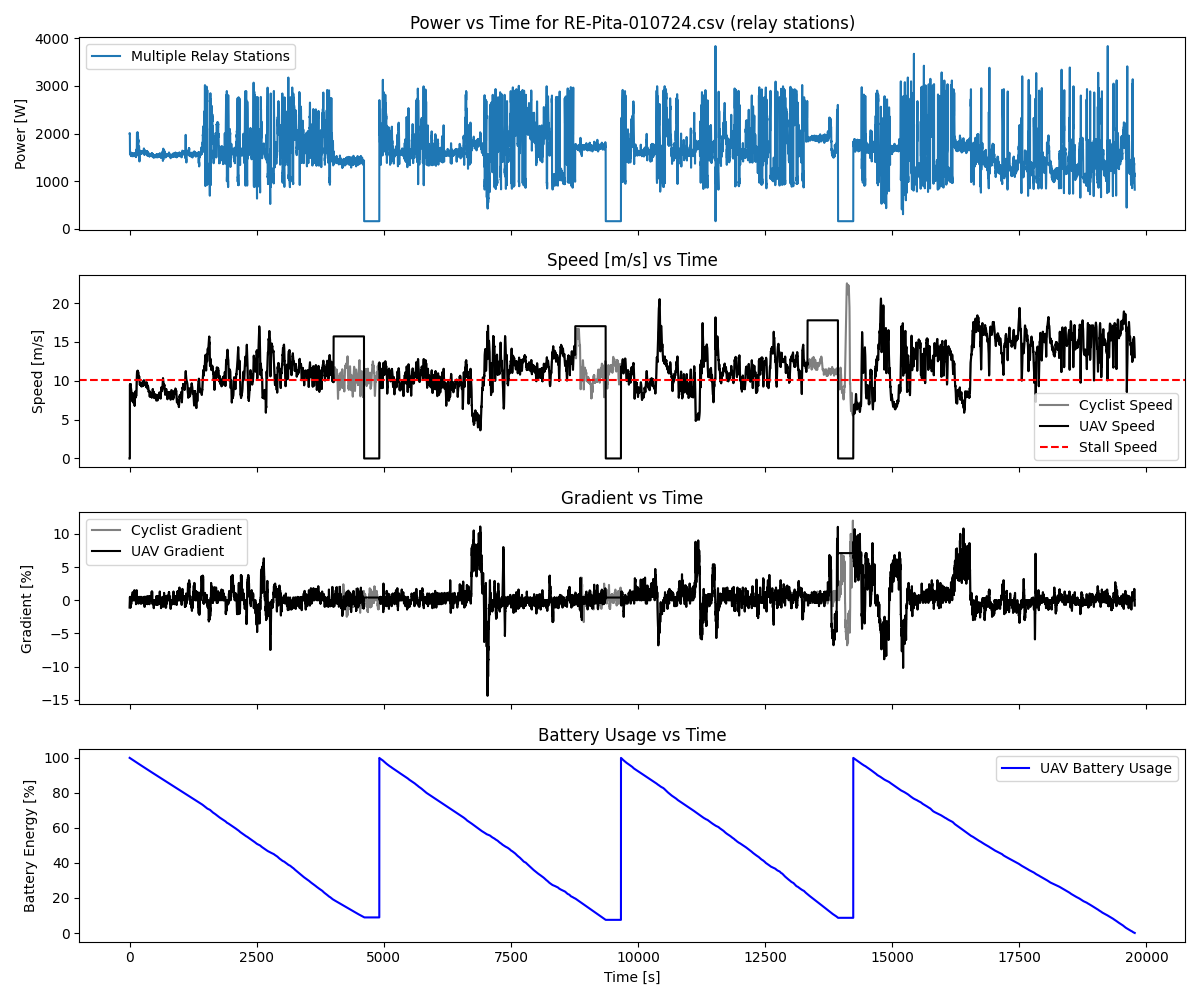 Power vs Time for RE-Pita-010724.csv (relay stations)
4000
3000
2000
1000
0
Power [W]
Multiple Relay Stations
Speed [m/s] vs Time
20
15
10
5
0
Speed [m/s]
Cyclist Speed
UAV Speed
Stall Speed
Gradient vs Time
10
5
0
−5
−10
−15
Gradient [%]
Cyclist Gradient
UAV Gradient
Battery Usage vs Time
100
80
60
40
20
0
Battery Energy [%]
UAV Battery Usage
0 2500 5000 7500 10000 12500 15000 17500 20000
Time [s]